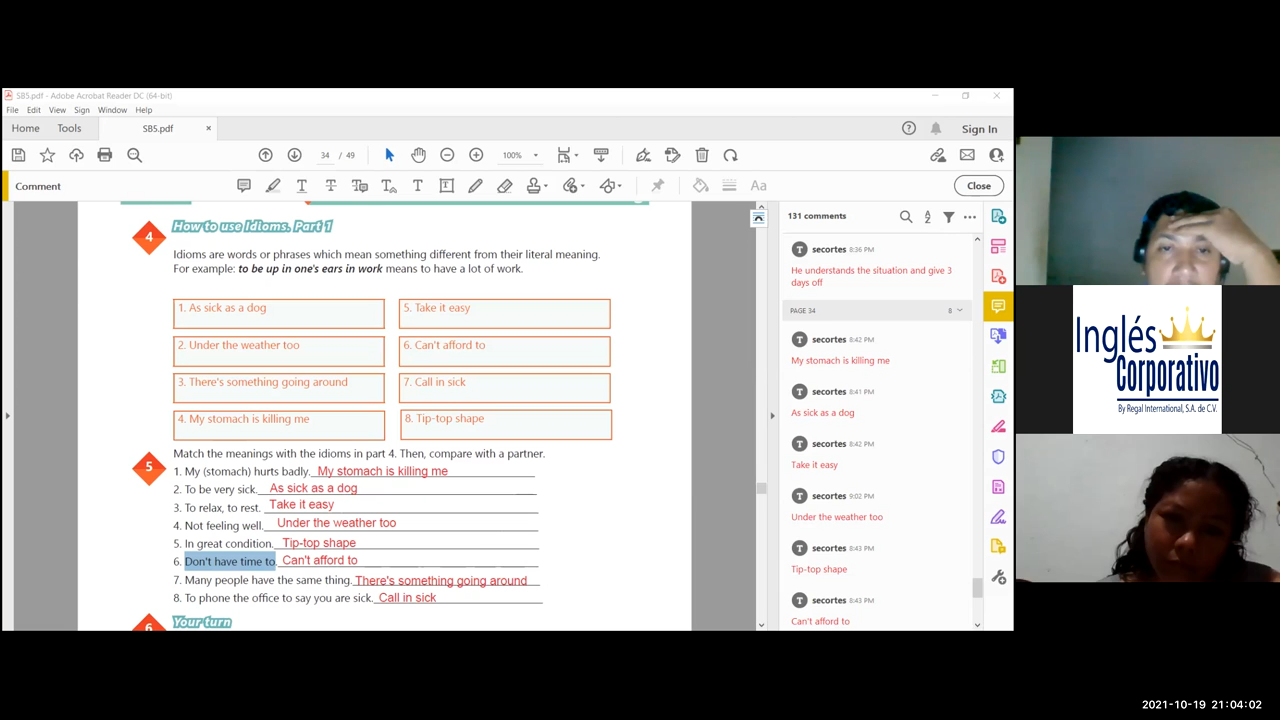 SB5.pdf - Adobe Acrobat Reader DC (64-bit)
File Edit View Sign Window Help
Home Tools SB5.pdf × Sign In
34 / 49 100%
Comment Close
4 How to use Idioms. Part 1
Idioms are words or phrases which mean something different from their literal meaning.
For example: to be up in one's ears in work means to have a lot of work.
1. As sick as a dog
5. Take it easy
2. Under the weather too
6. Can't afford to
3. There's something going around
7. Call in sick
4. My stomach is killing me
8. Tip-top shape
5 Match the meanings with the idioms in part 4. Then, compare with a partner.
1. My (stomach) hurts badly. My stomach is killing me
2. To be very sick. As sick as a dog
3. To relax, to rest. Take it easy
4. Not feeling well. Under the weather too
5. In great condition. Tip-top shape
6. Don't have time to. Can't afford to
7. Many people have the same thing. There's something going around
8. To phone the office to say you are sick. Call in sick
6 Your turn
131 comments
T secortes 8:36 PM
He understands the situation and give 3
days off
PAGE 34 8
T secortes 8:42 PM
My stomach is killing me
T secortes 8:41 PM
As sick as a dog
T secortes 8:42 PM
Take it easy
T secortes 9:02 PM
Under the weather too
T secortes 8:43 PM
Tip-top shape
T secortes 8:43 PM
Can't afford to
Inglés
Corporativo
By Regal International, S.A. de C.V.
2021-10-19 21:04:02